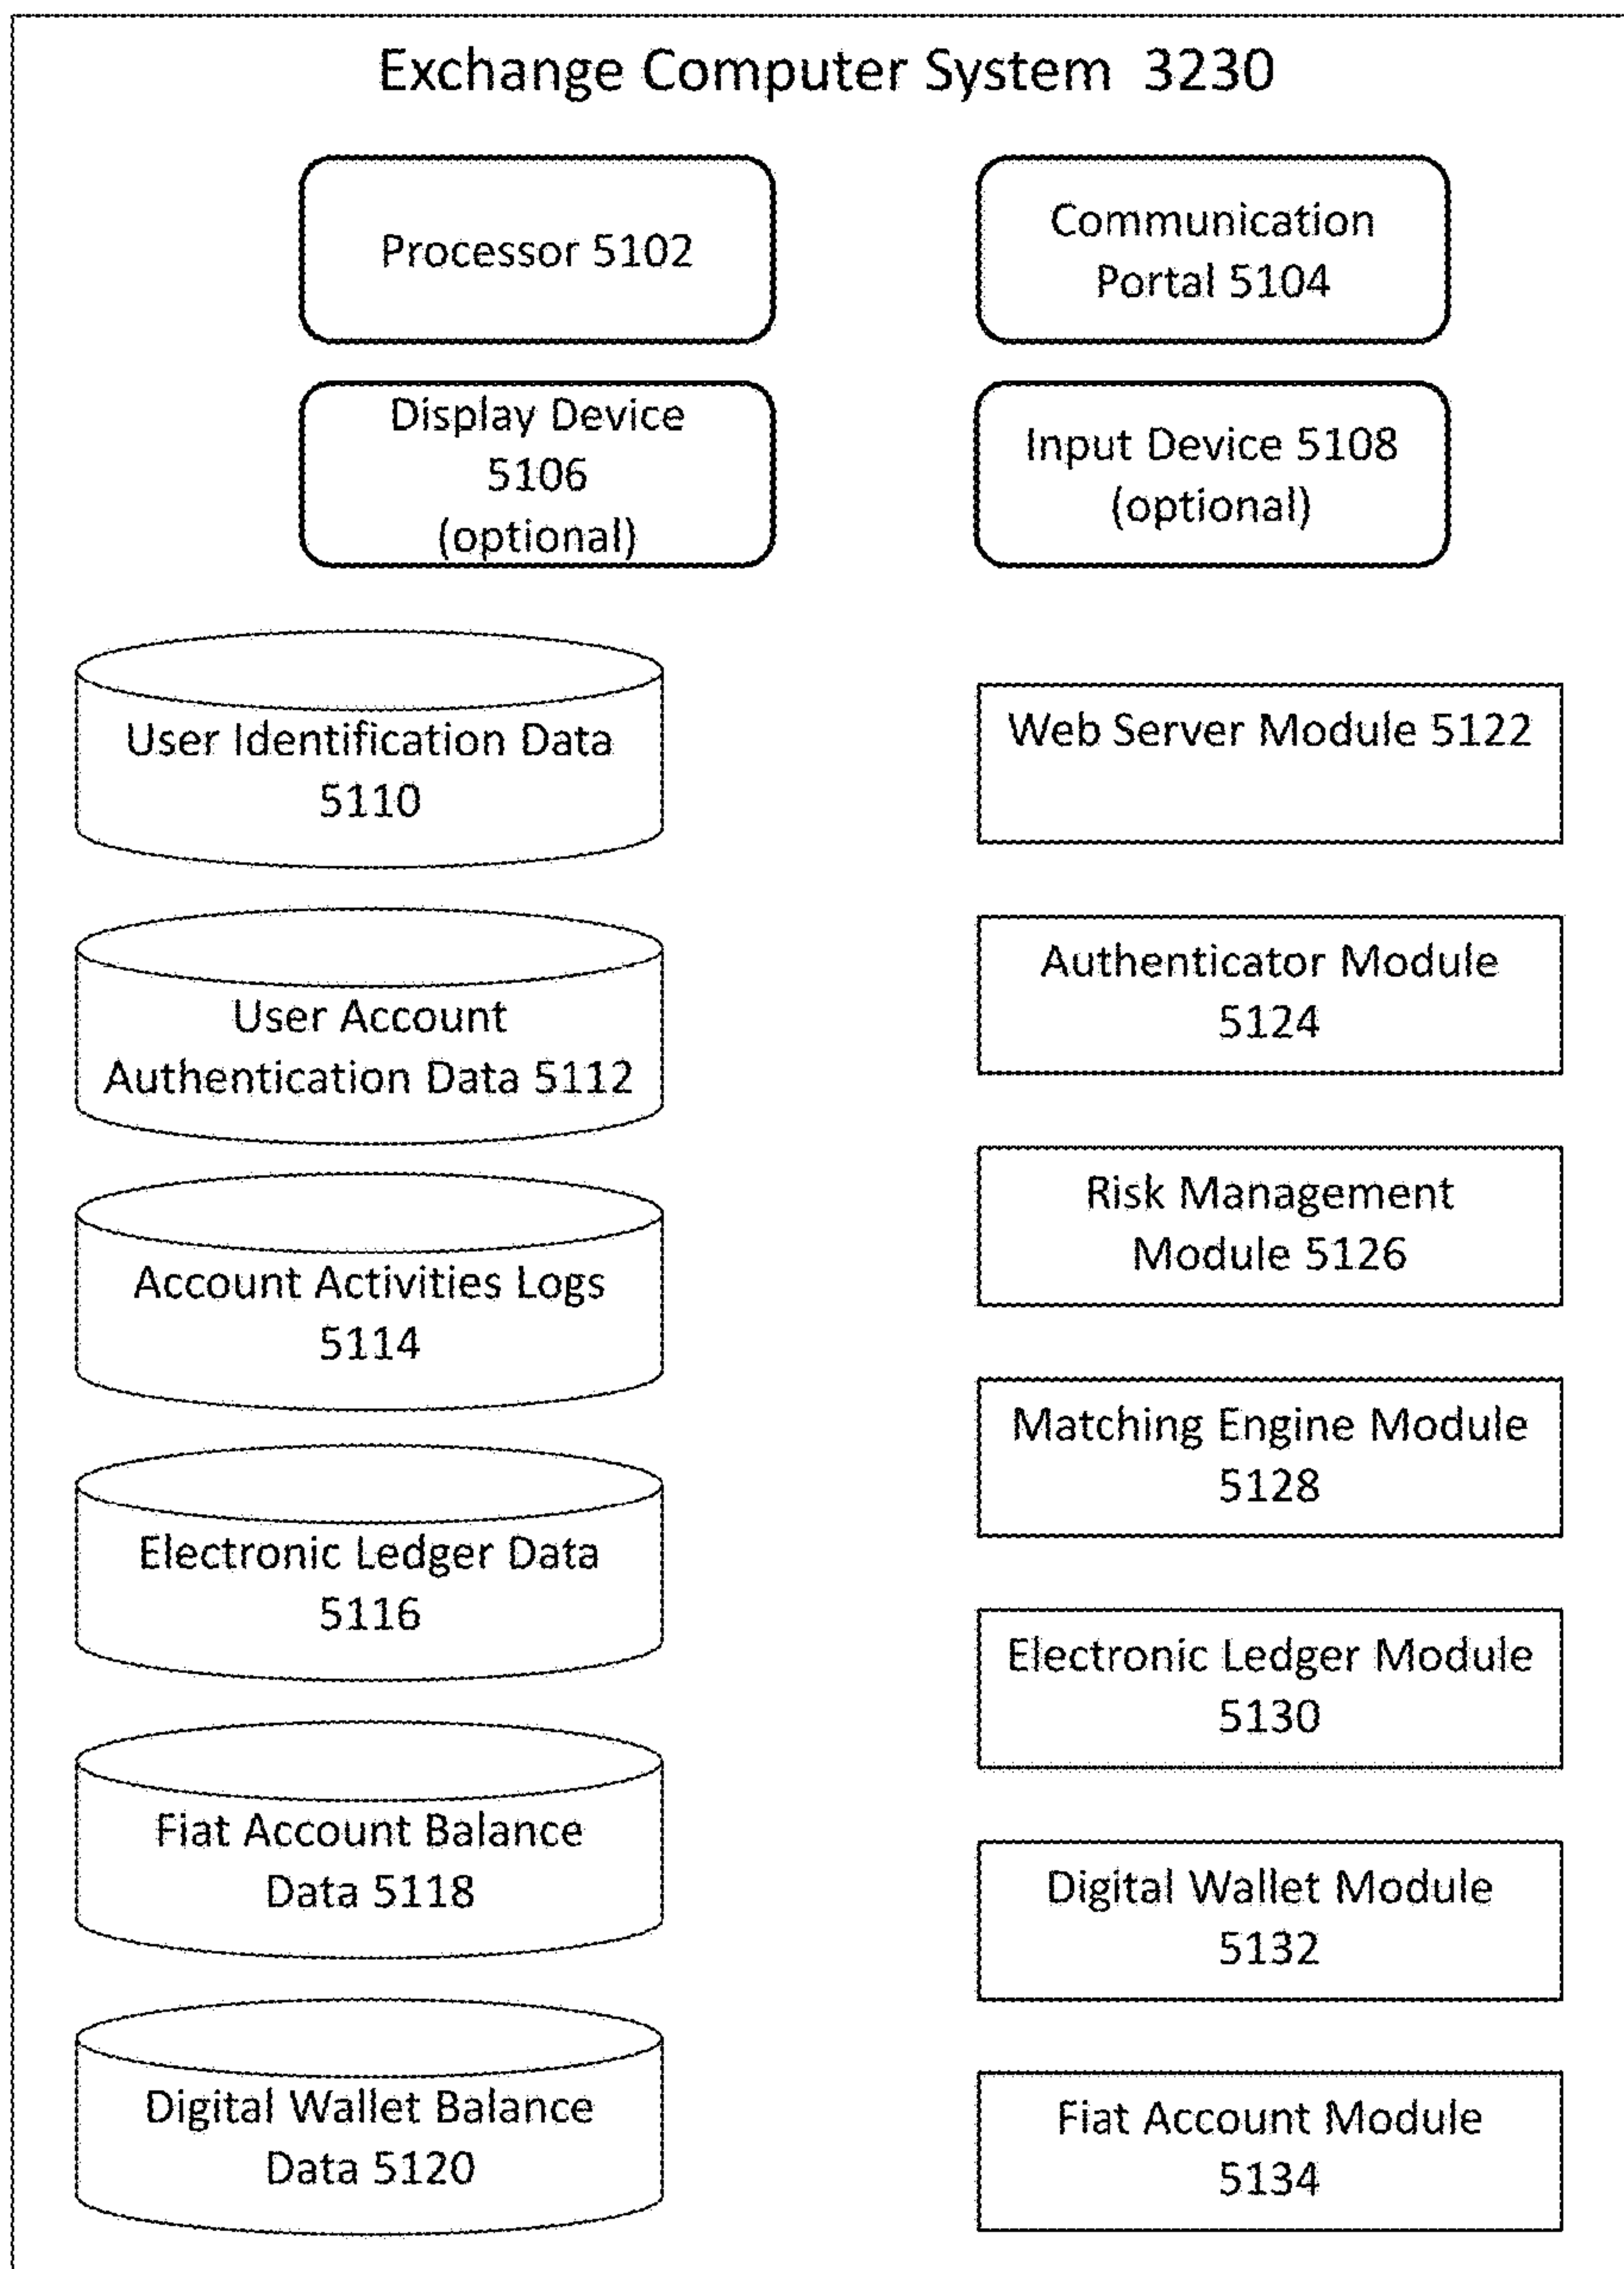 Exchange Computer System 3230
Processor 5102
Communication
Portal 5104
Display Device
5106
(optional)
Input Device 5108
(optional)
User Identification Data
5110
User Account
Authentication Data 5112
Account Activities Logs
5114
Electronic Ledger Data
5116
Fiat Account Balance
Data 5118
Digital Wallet Balance
Data 5120
Web Server Module 5122
Authenticator Module
5124
Risk Management
Module 5126
Matching Engine Module
5128
Electronic Ledger Module
5130
Digital Wallet Module
5132
Fiat Account Module
5134